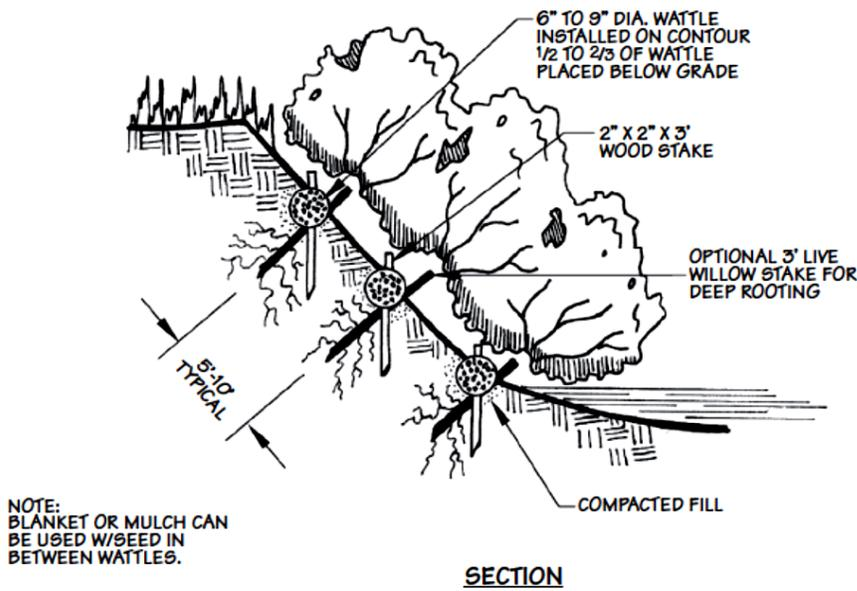 6" TO 9" DIA. WATTLE
INSTALLED ON CONTOUR
1/2 TO 2/3 OF WATTLE
PLACED BELOW GRADE
2" X 2" X 3'
WOOD STAKE
OPTIONAL 3' LIVE
WILLOW STAKE FOR
DEEP ROOTING
5'-10'
TYPICAL
COMPACTED FILL
NOTE:
BLANKET OR MULCH CAN
BE USED W/SEED IN
BETWEEN WATTLES.
SECTION